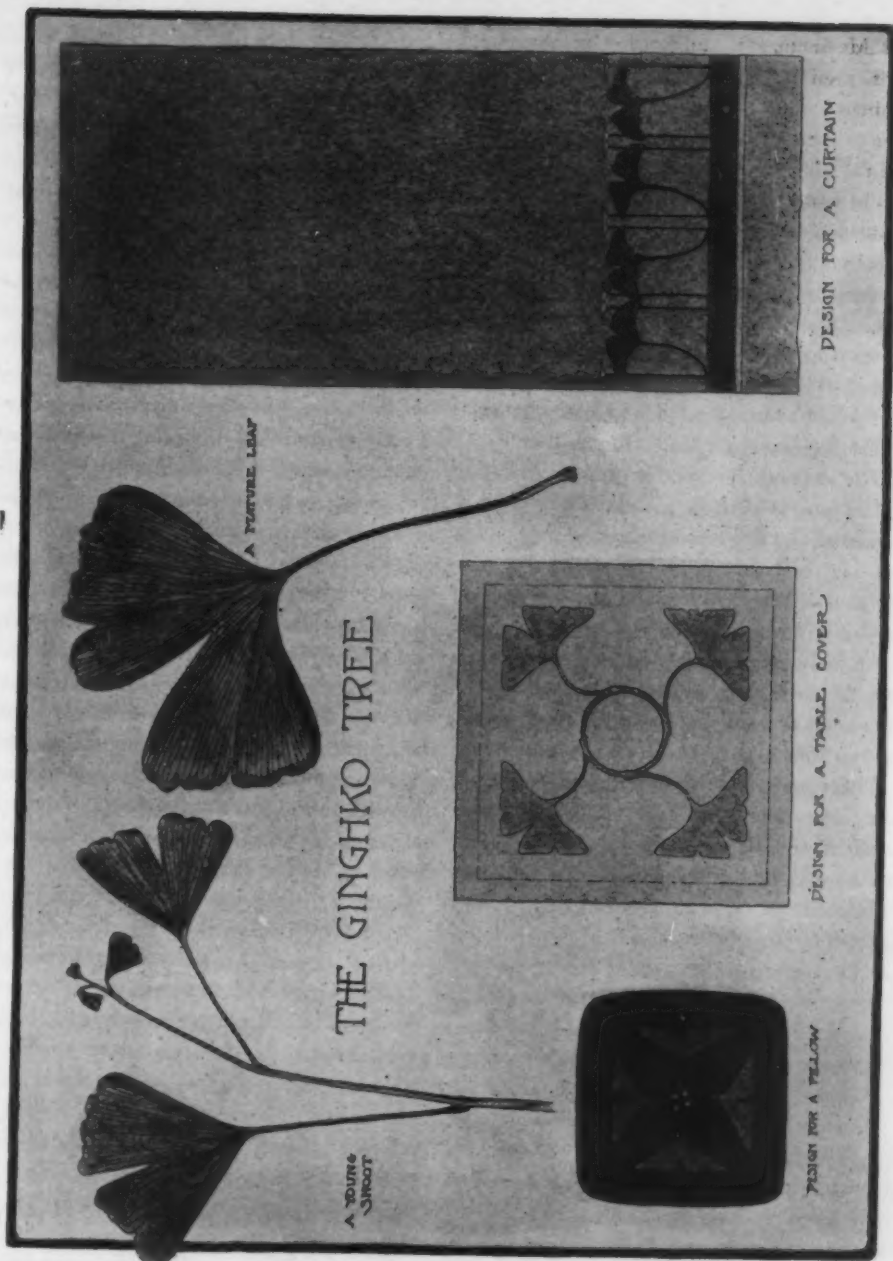 A YOUNG
SHOOT
A MATURE LEAF
THE GINGHKO TREE
DESIGN FOR A PILLOW
DESIGN FOR A TABLE COVER
DESIGN FOR A CURTAIN